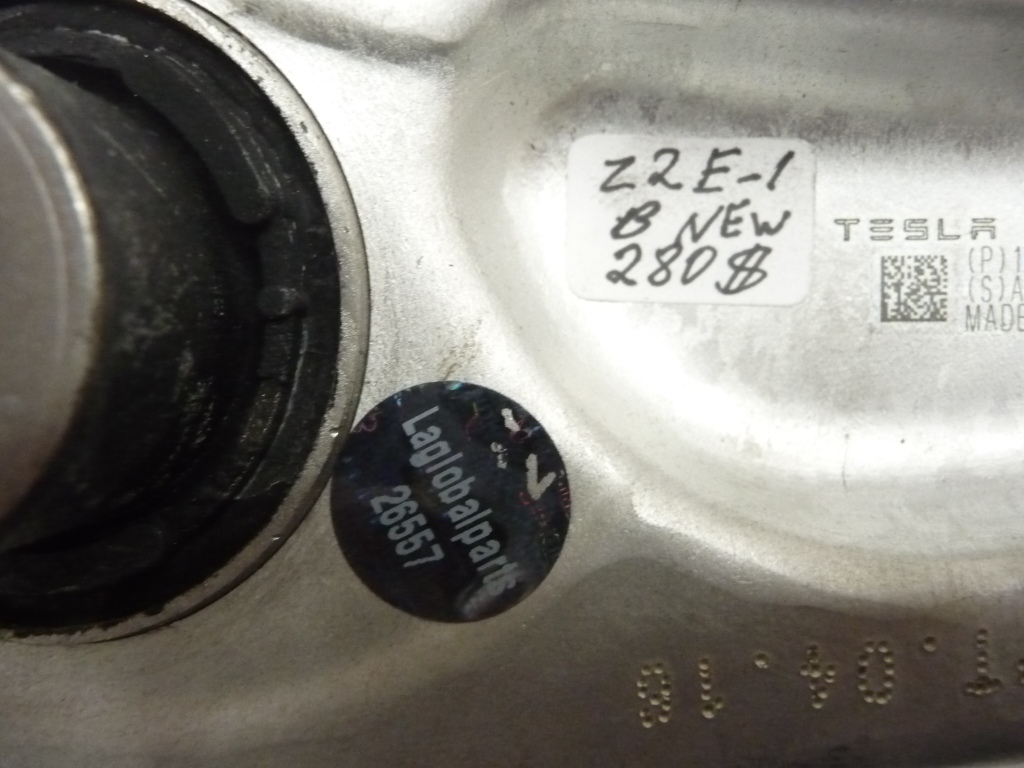 Z2E-1
B NEW
280$
TESLA
(P)1
(S)A
MADE
Laglobalparts
26557